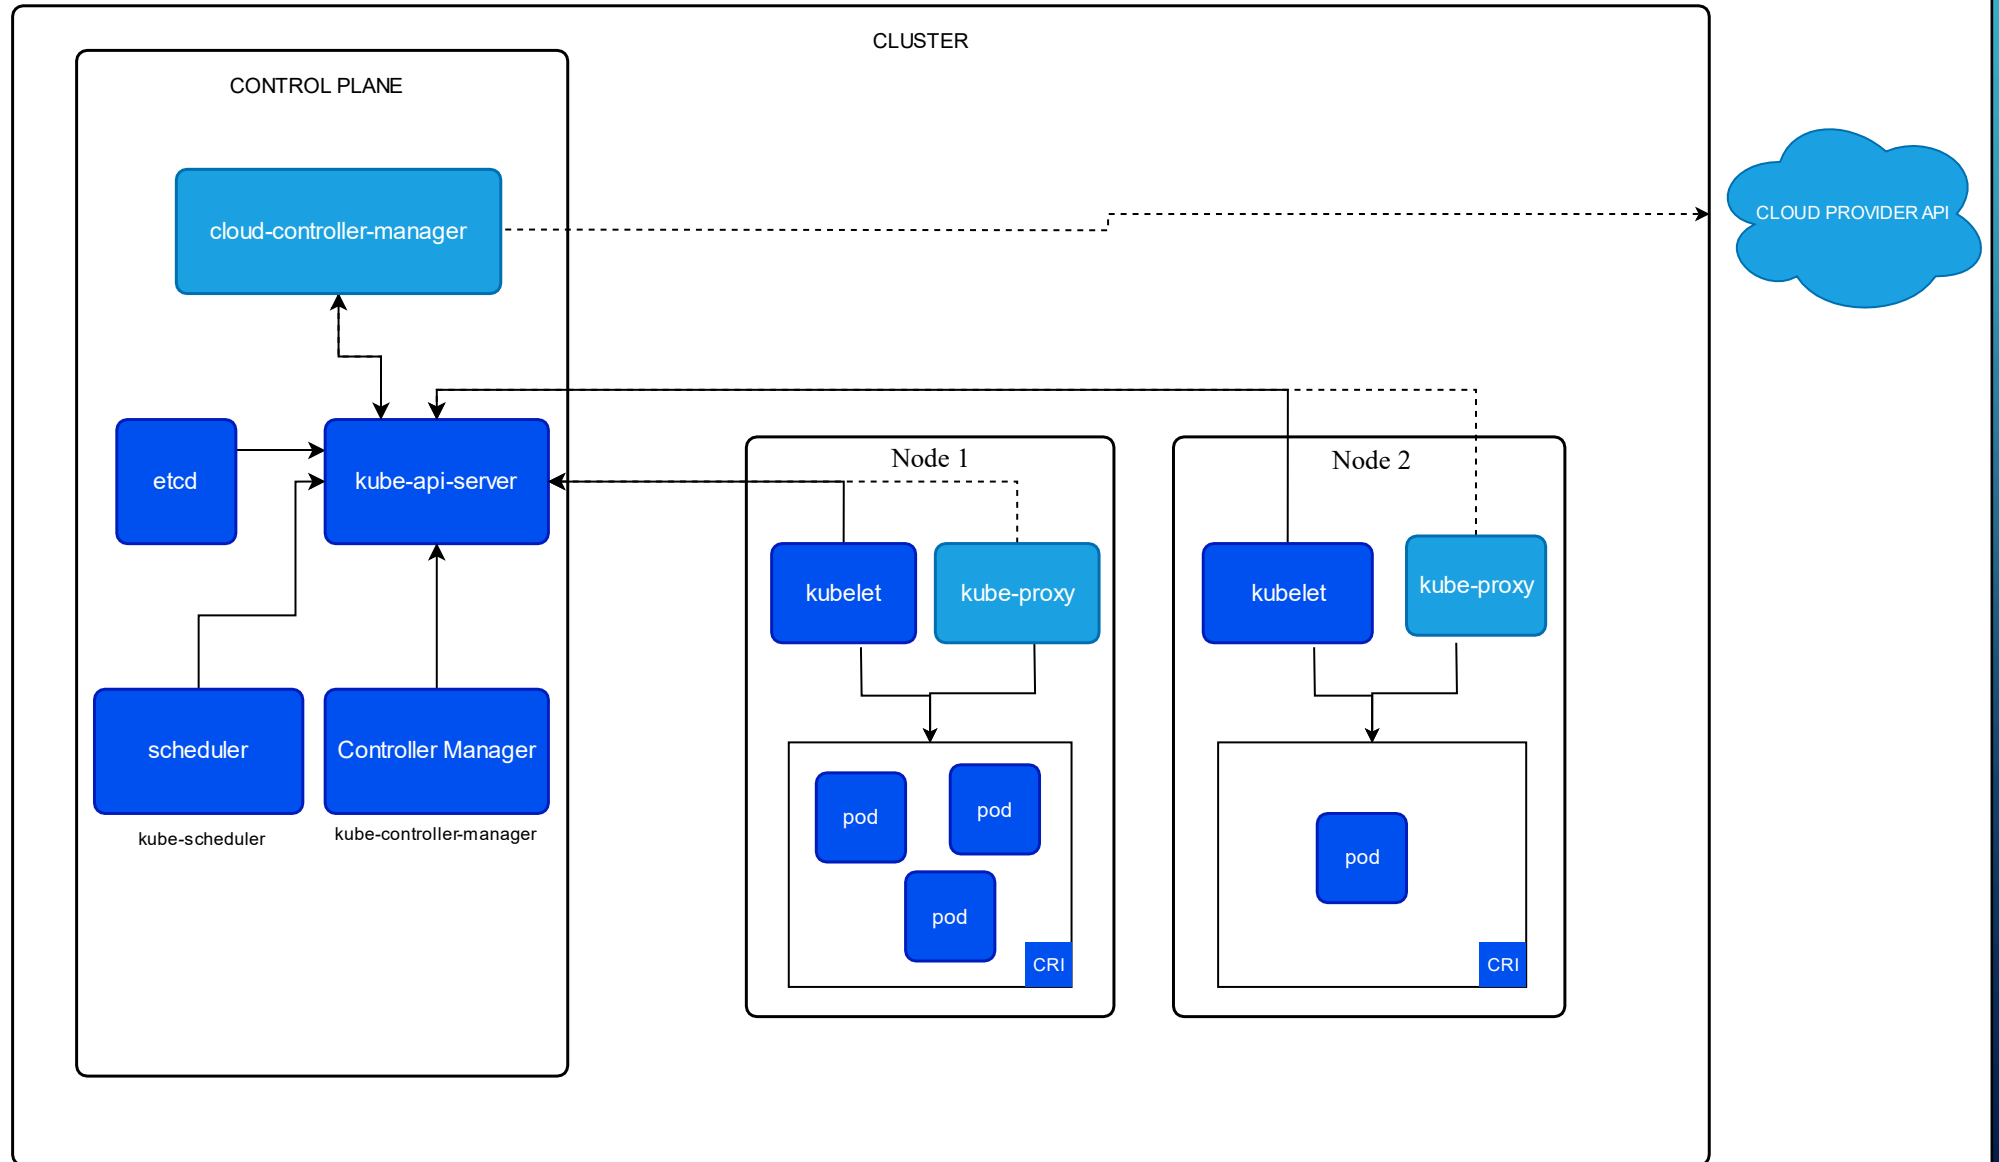 CLUSTER
CONTROL PLANE
cloud-controller-manager
CLOUD PROVIDER API
etcd
kube-api-server
Node 1
Node 2
kubelet
kube-proxy
kubelet
kube-proxy
scheduler
Controller Manager
kube-scheduler
kube-controller-manager
pod
pod
pod
CRI
pod
CRI